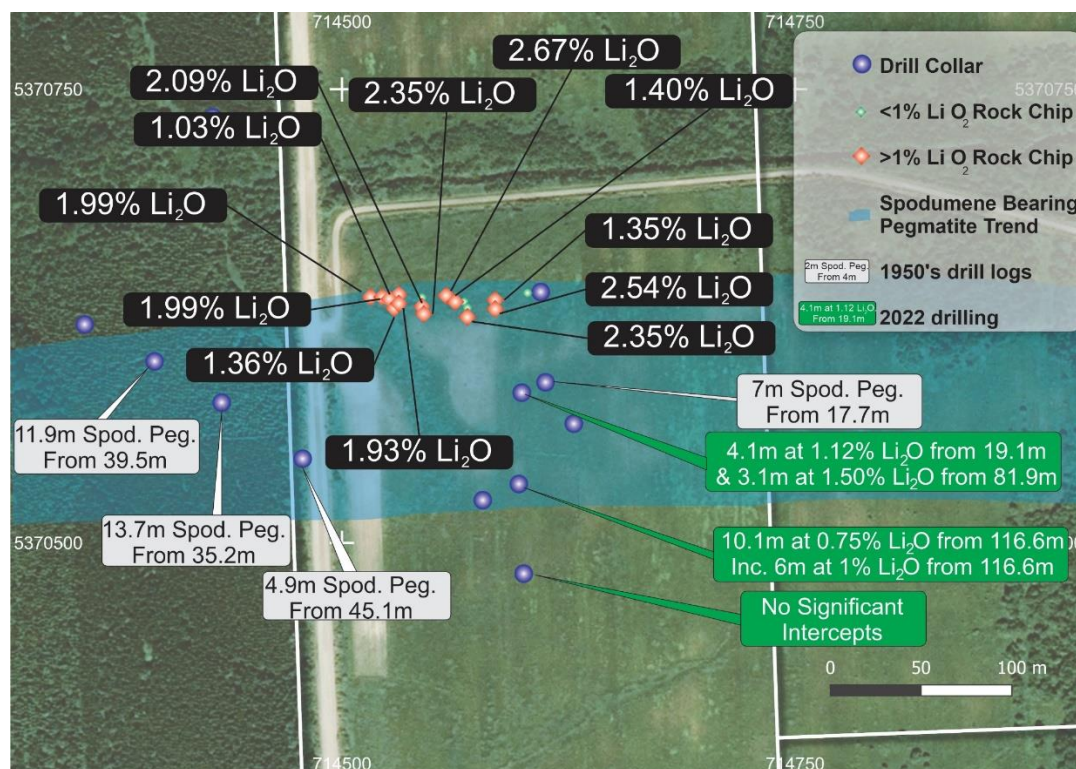 714500
714750
2.67% Li₂O
2.09% Li₂O
2.35% Li₂O
1.40% Li₂O
5370750
5370750
1.03% Li₂O
1.99% Li₂O
1.35% Li₂O
1.99% Li₂O
2.54% Li₂O
1.36% Li₂O
2.35% Li₂O
1.93% Li₂O
Drill Collar
<1% Li O₂ Rock Chip
>1% Li O₂ Rock Chip
Spodumene Bearing
Pegmatite Trend
2m Spod. Peg.
From 4m
1950's drill logs
4.1m at 1.12 Li₂O
From 19.1m
2022 drilling
11.9m Spod. Peg.
From 39.5m
13.7m Spod. Peg.
From 35.2m
4.9m Spod. Peg.
From 45.1m
7m Spod. Peg.
From 17.7m
4.1m at 1.12% Li₂O from 19.1m
& 3.1m at 1.50% Li₂O from 81.9m
5370500
10.1m at 0.75% Li₂O from 116.6m
Inc. 6m at 1% Li₂O from 116.6m
No Significant
Intercepts
0 50 100 m
714500
714750